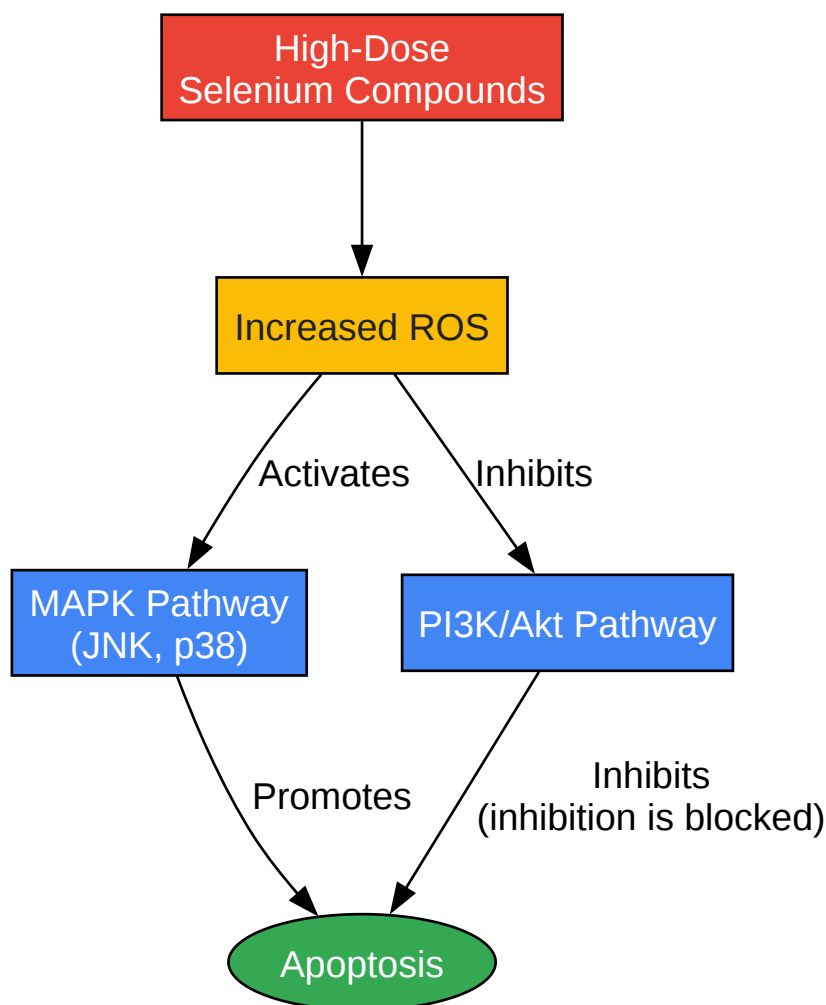 High-Dose
Selenium Compounds
Increased ROS
Activates
Inhibits
MAPK Pathway
(JNK, p38)
PI3K/Akt Pathway
Promotes
Inhibits
(inhibition is blocked)
Apoptosis